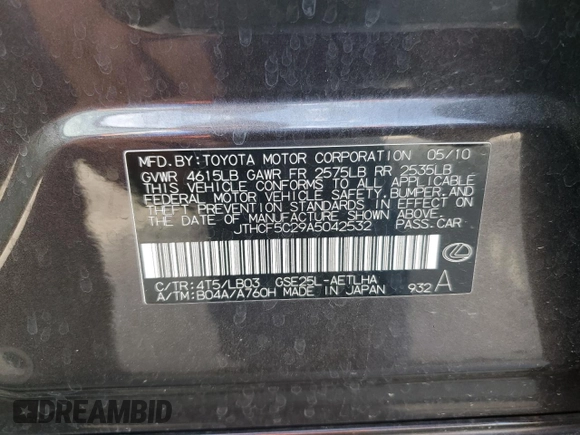 MFD.BY:TOYOTA MOTOR CORPORATION 05/10
GVWR 4615LB GAWR FR 2575LB RR 2535LB
THIS VEHICLE CONFORMS TO ALL APPLICABLE
FEDERAL MOTOR VEHICLE SAFETY, BUMPER, AND
THEFT PREVENTION STANDARDS IN EFFECT ON
THE DATE OF MANUFACTURE SHOWN ABOVE.
JTHCF5C29A5042532 PASS.CAR
C/TR:4T5/LB03 GSE25L-AETLHA
A/TM:B04A/A760H MADE IN JAPAN 932 A
DREAMBID